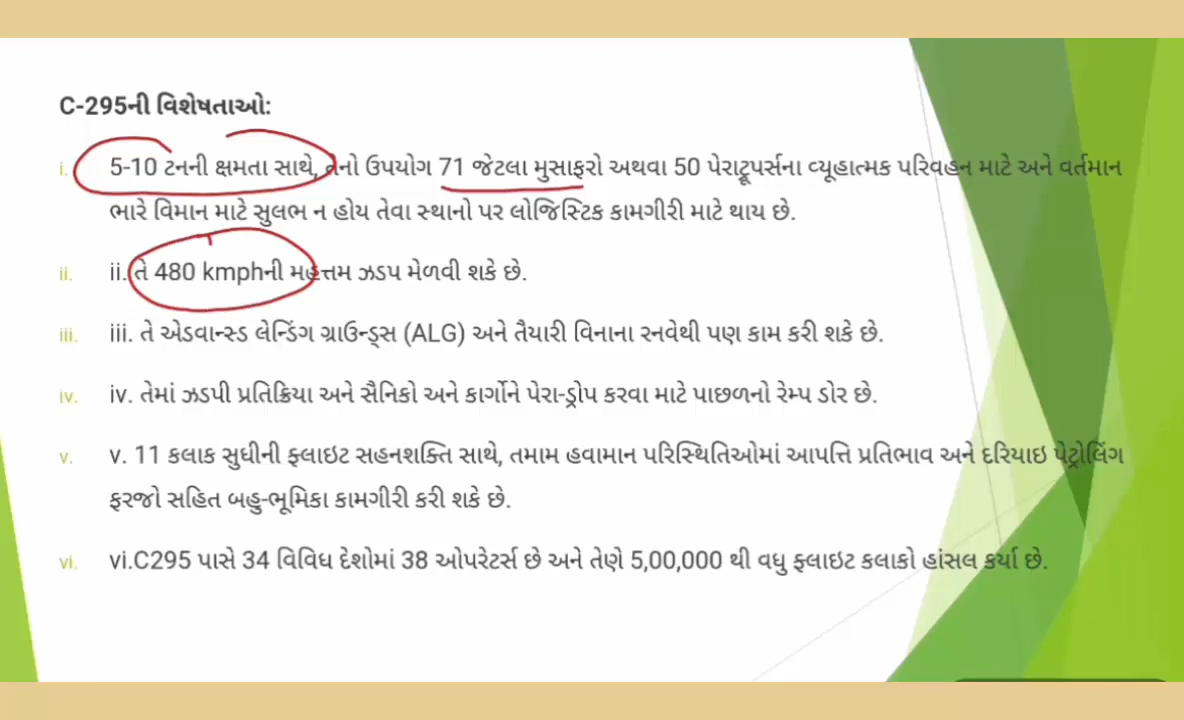 C-295ની વિશેષતાઓ:
i. 5-10 ટનની ક્ષમતા સાથે, તેનો ઉપયોગ 71 જેટલા મુસાફરો અથવા 50 પેરાટ્રૂપર્સના વ્યૂહાત્મક પરિવહન માટે અને વર્તમાન
ભારે વિમાન માટે સુલભ ન હોય તેવા સ્થાનો પર લોજિસ્ટિક કામગીરી માટે થાય છે.
ii. ii. તે 480 kmphની મહત્તમ ઝડપ મેળવી શકે છે.
iii. iii. તે એડવાન્સ્ડ લેન્ડિંગ ગ્રાઉન્ડ્સ (ALG) અને તૈયારી વિનાના રનવેથી પણ કામ કરી શકે છે.
iv. iv. તેમાં ઝડપી પ્રતિક્રિયા અને સૈનિકો અને કાર્ગોને પેરા-ડ્રોપ કરવા માટે પાછળનો રેમ્પ ડોર છે.
v. v. 11 કલાક સુધીની ફ્લાઇટ સહનશક્તિ સાથે, તમામ હવામાન પરિસ્થિતિઓમાં આપત્તિ પ્રતિભાવ અને દરિયાઇ પેટ્રોલિંગ
ફરજો સહિત બહુ-ભૂમિકા કામગીરી કરી શકે છે.
vi. vi.C295 પાસે 34 વિવિધ દેશોમાં 38 ઓપરેટર્સ છે અને તેણે 5,00,000 થી વધુ ફ્લાઇટ કલાકો હાંસલ કર્યા છે.